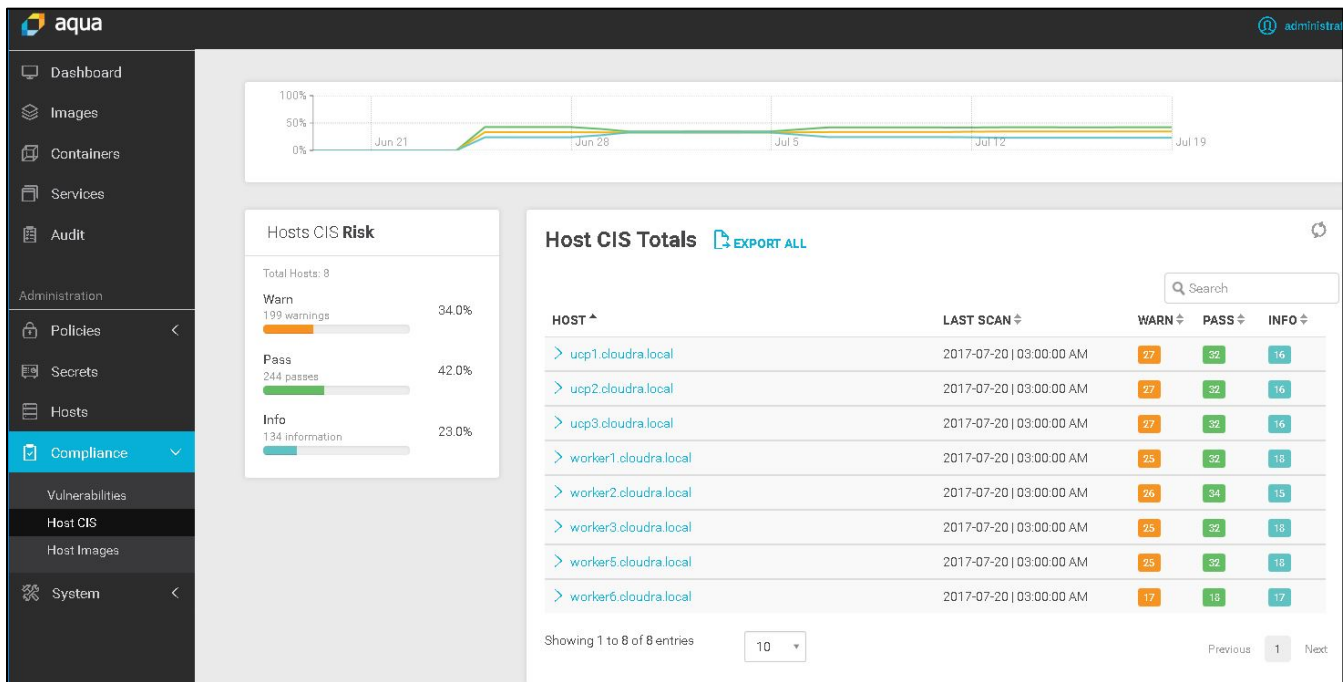 aqua
administrat
Dashboard
Images
Containers
Services
Audit
Administration
Policies
Secrets
Hosts
Compliance
Vulnerabilities
Host CIS
Host Images
System
100%
50%
0%
Jun 21
Jun 28
Jul 5
Jul 12
Jul 19
Hosts CIS Risk
Total Hosts: 8
Warn
199 warnings
34.0%
Pass
244 passes
42.0%
Info
134 information
23.0%
Host CIS Totals EXPORT ALL
Search
HOST LAST SCAN WARN PASS INFO
ucp1.cloudra.local 2017-07-20 | 03:00:00 AM 27 32 16
ucp2.cloudra.local 2017-07-20 | 03:00:00 AM 27 32 16
ucp3.cloudra.local 2017-07-20 | 03:00:00 AM 27 32 16
worker1.cloudra.local 2017-07-20 | 03:00:00 AM 25 32 18
worker2.cloudra.local 2017-07-20 | 03:00:00 AM 26 34 15
worker3.cloudra.local 2017-07-20 | 03:00:00 AM 25 32 18
worker5.cloudra.local 2017-07-20 | 03:00:00 AM 25 32 18
worker6.cloudra.local 2017-07-20 | 03:00:00 AM 17 18 17
Showing 1 to 8 of 8 entries 10 Previous 1 Next